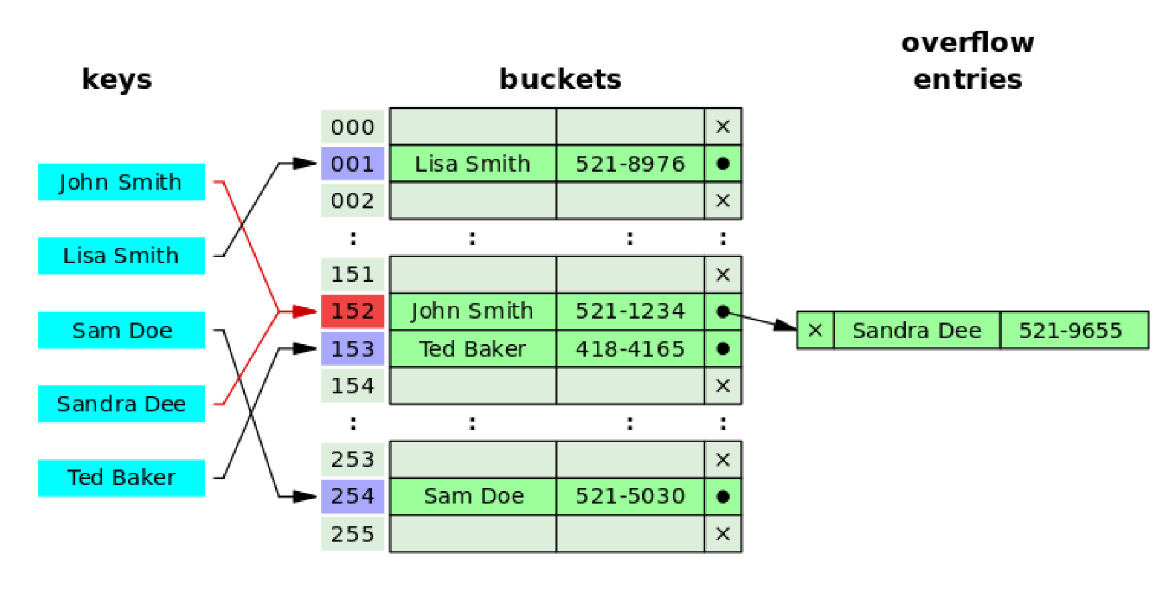 overflow
keys buckets entries
000 ×
001 Lisa Smith 521-8976 ●
John Smith
002 ×
: : : :
Lisa Smith
151 ×
152 John Smith 521-1234 ●
Sam Doe × Sandra Dee 521-9655
153 Ted Baker 418-4165 ●
154 ×
Sandra Dee
: : : :
253 ×
Ted Baker
254 Sam Doe 521-5030 ●
255 ×